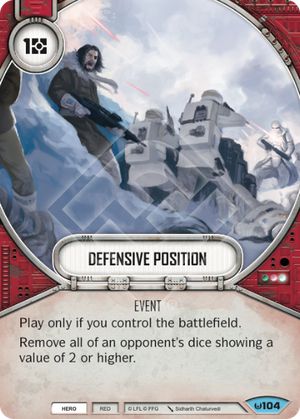 1
DEFENSIVE POSITION
EVENT
Play only if you control the battlefield.
Remove all of an opponent's dice showing a
value of 2 or higher.
HERO RED © LFL © FFG Sidharth Chaturvedi 104